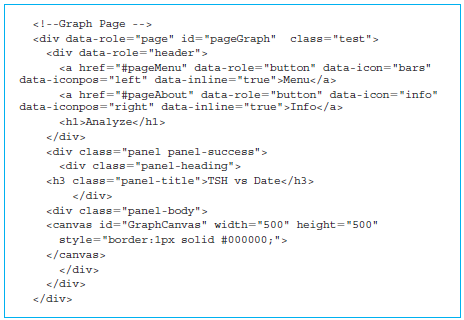 <!--Graph Page -->
<div data-role="page" id="pageGraph"  class="test">
<div data-role="header">
<a href="#pageMenu" data-role="button" data-icon="bars"
data-iconpos="left" data-inline="true">Menu</a>
<a href="#pageAbout" data-role="button" data-icon="info"
data-iconpos="right" data-inline="true">Info</a>
<h1>Analyze</h1>
</div>
<div class="panel panel-success">
<div class="panel-heading">
<h3 class="panel-title">TSH vs Date</h3>
</div>
<div class="panel-body">
<canvas id="GraphCanvas" width="500" height="500"
style="border:1px solid #000000;">
</canvas>
</div>
</div>
</div>